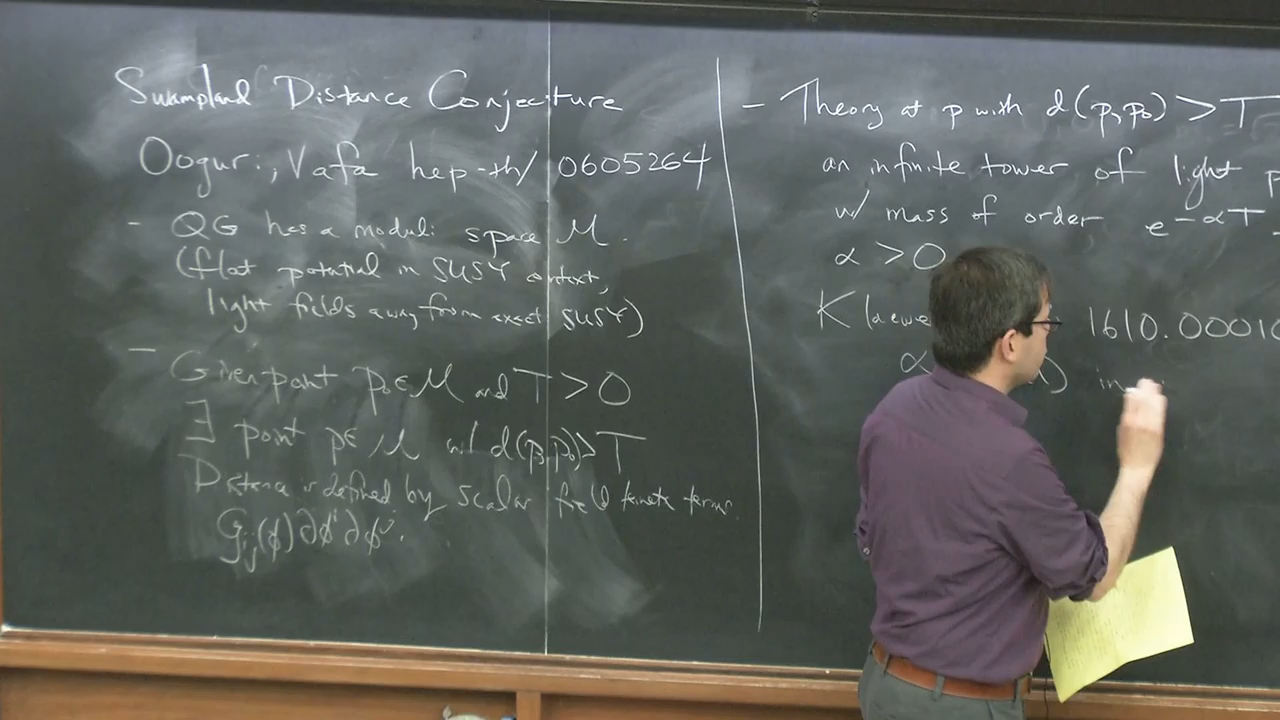 Swampland Distance Conjecture
Ooguri, Vafa hep-th/0605264
- QG has a moduli space M.
(flat potential in SUSY context,
light fields away from exact SUSY)
- Given point p₀∈M and T>0
∃ point p∈M w/ d(p,p₀)>T
Distance is defined by scalar field kinetic terms
Gᵢⱼ(φ)∂φⁱ∂φʲ.
- Theory at p with d(p,p₀)>T
an infinite tower of light p
w/ mass of order e^{-αT}
α>0
Klaewe 1610.0001
α ) in